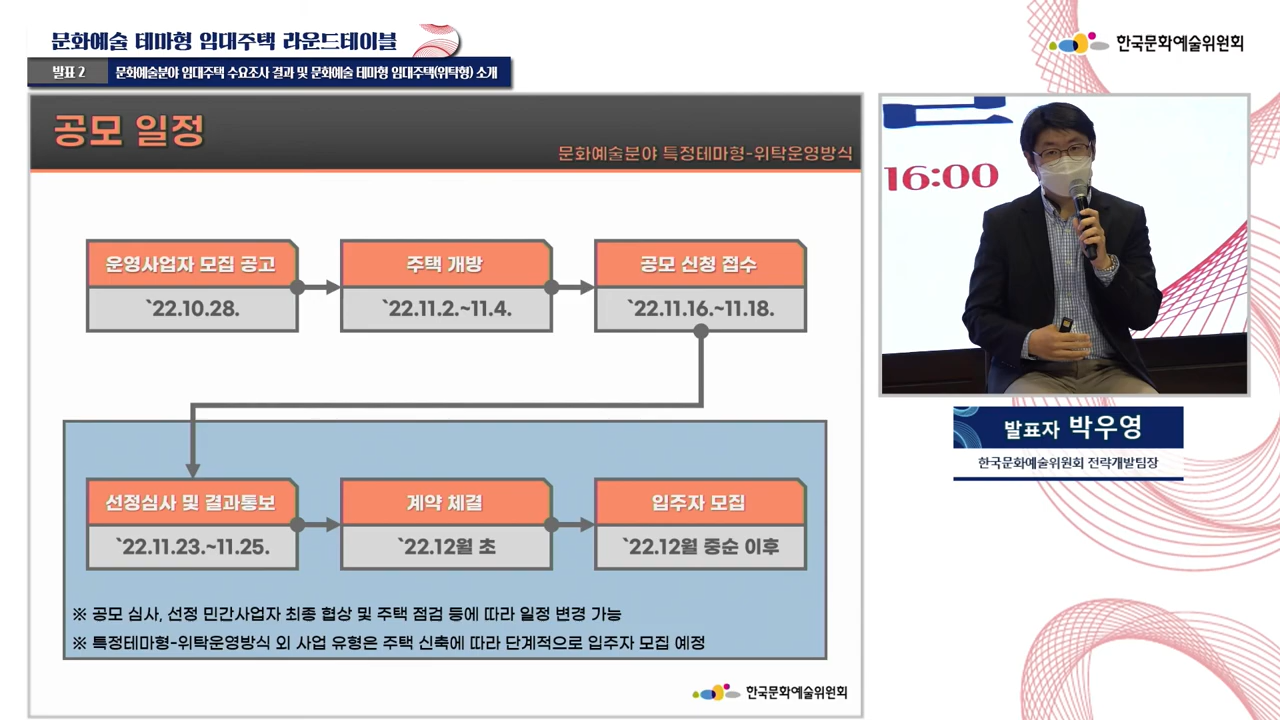 문화예술 테마형 임대주택 라운드테이블
발표 2
문화예술분야 임대주택 수요조사 결과 및 문화예술 테마형 임대주택(위탁형) 소개
한국문화예술위원회
공모 일정
문화예술분야 특정테마형-위탁운영방식
운영사업자 모집 공고
`22.10.28.
주택 개방
`22.11.2.~11.4.
공모 신청 접수
`22.11.16.~11.18.
선정심사 및 결과통보
`22.11.23.~11.25.
계약 체결
`22.12월 초
입주자 모집
`22.12월 중순 이후
※ 공모 심사, 선정 민간사업자 최종 협상 및 주택 점검 등에 따라 일정 변경 가능
※ 특정테마형-위탁운영방식 외 사업 유형은 주택 신축에 따라 단계적으로 입주자 모집 예정
한국문화예술위원회
16:00
발표자 박우영
한국문화예술위원회 전략개발팀장